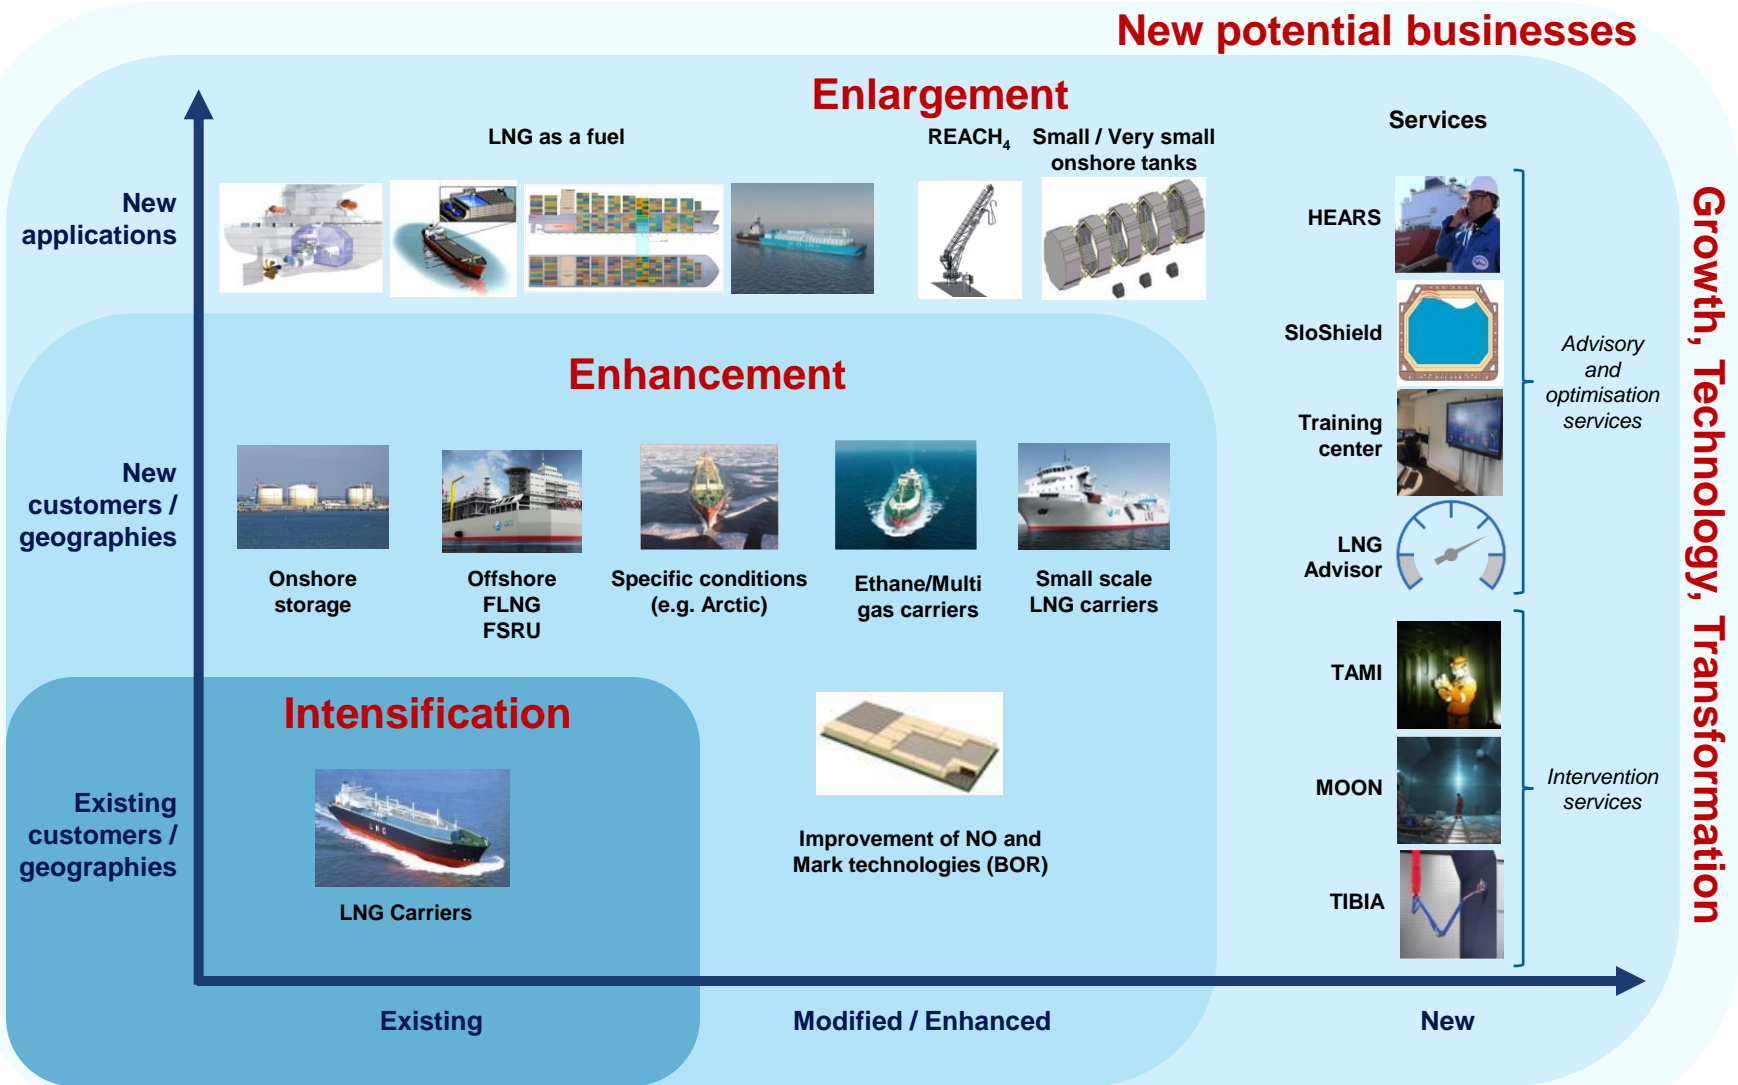 New potential businesses
Enlargement
Services
LNG as a fuel
REACH₄
Small / Very small
onshore tanks
New
applications
HEARS
SloShield
Training
center
LNG
Advisor
Advisory
and
optimisation
services
Enhancement
New
customers /
geographies
Onshore
storage
Offshore
FLNG
FSRU
Specific conditions
(e.g. Arctic)
Ethane/Multi
gas carriers
LNG
Small scale
LNG carriers
TAMI
MOON
TIBIA
Intervention
services
Intensification
Existing
customers /
geographies
LNG
LNG Carriers
Improvement of NO and
Mark technologies (BOR)
Existing
Modified / Enhanced
New
Growth, Technology, Transformation